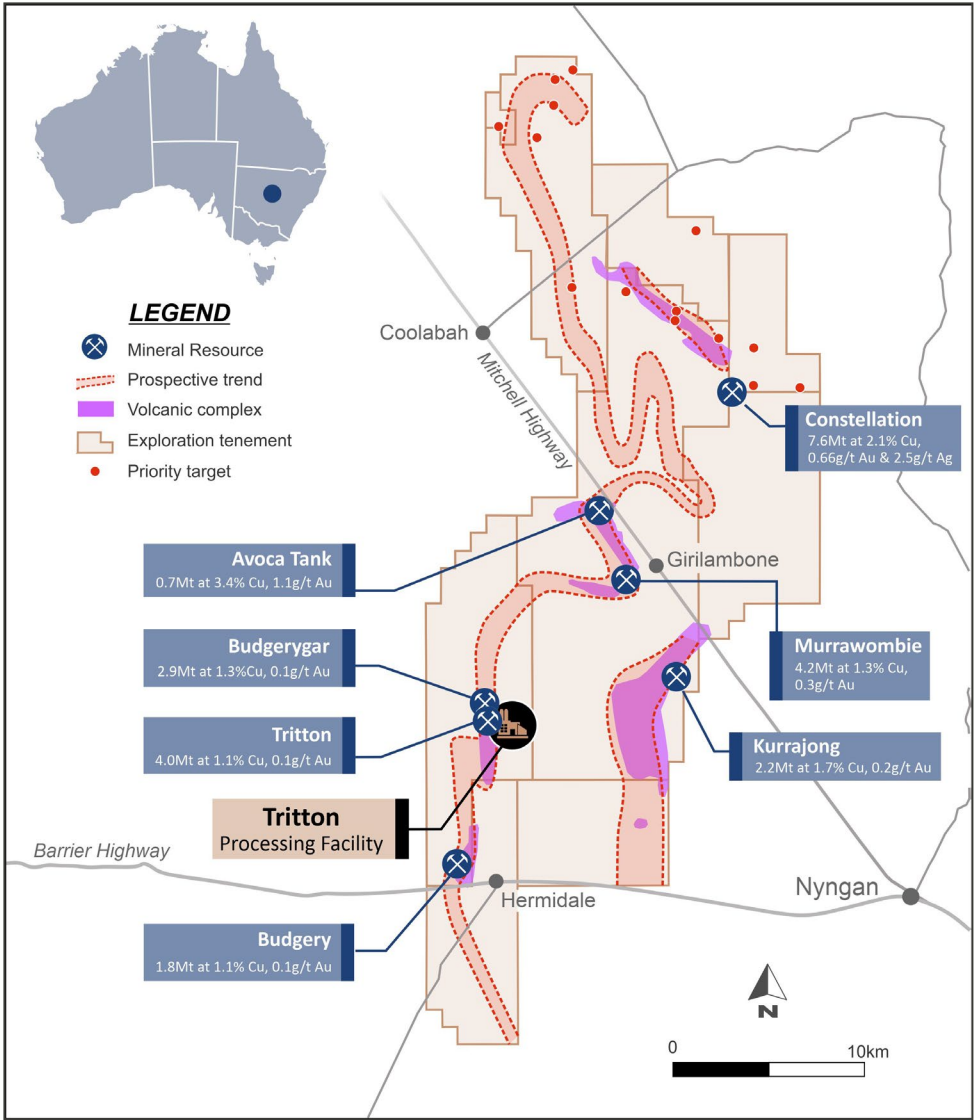 LEGEND
Mineral Resource
Prospective trend
Volcanic complex
Exploration tenement
Priority target
Coolabah
Mitchell Highway
Constellation
7.6Mt at 2.1% Cu,
0.66g/t Au & 2.5g/t Ag
Avoca Tank
0.7Mt at 3.4% Cu, 1.1g/t Au
Girilambone
Budgerygar
2.9Mt at 1.3%Cu, 0.1g/t Au
Murrawombie
4.2Mt at 1.3% Cu,
0.3g/t Au
Tritton
4.0Mt at 1.1% Cu, 0.1g/t Au
Kurrajong
2.2Mt at 1.7% Cu, 0.2g/t Au
Tritton
Processing Facility
Barrier Highway
Nyngan
Hermidale
Budgery
1.8Mt at 1.1% Cu, 0.1g/t Au
N
0 10km